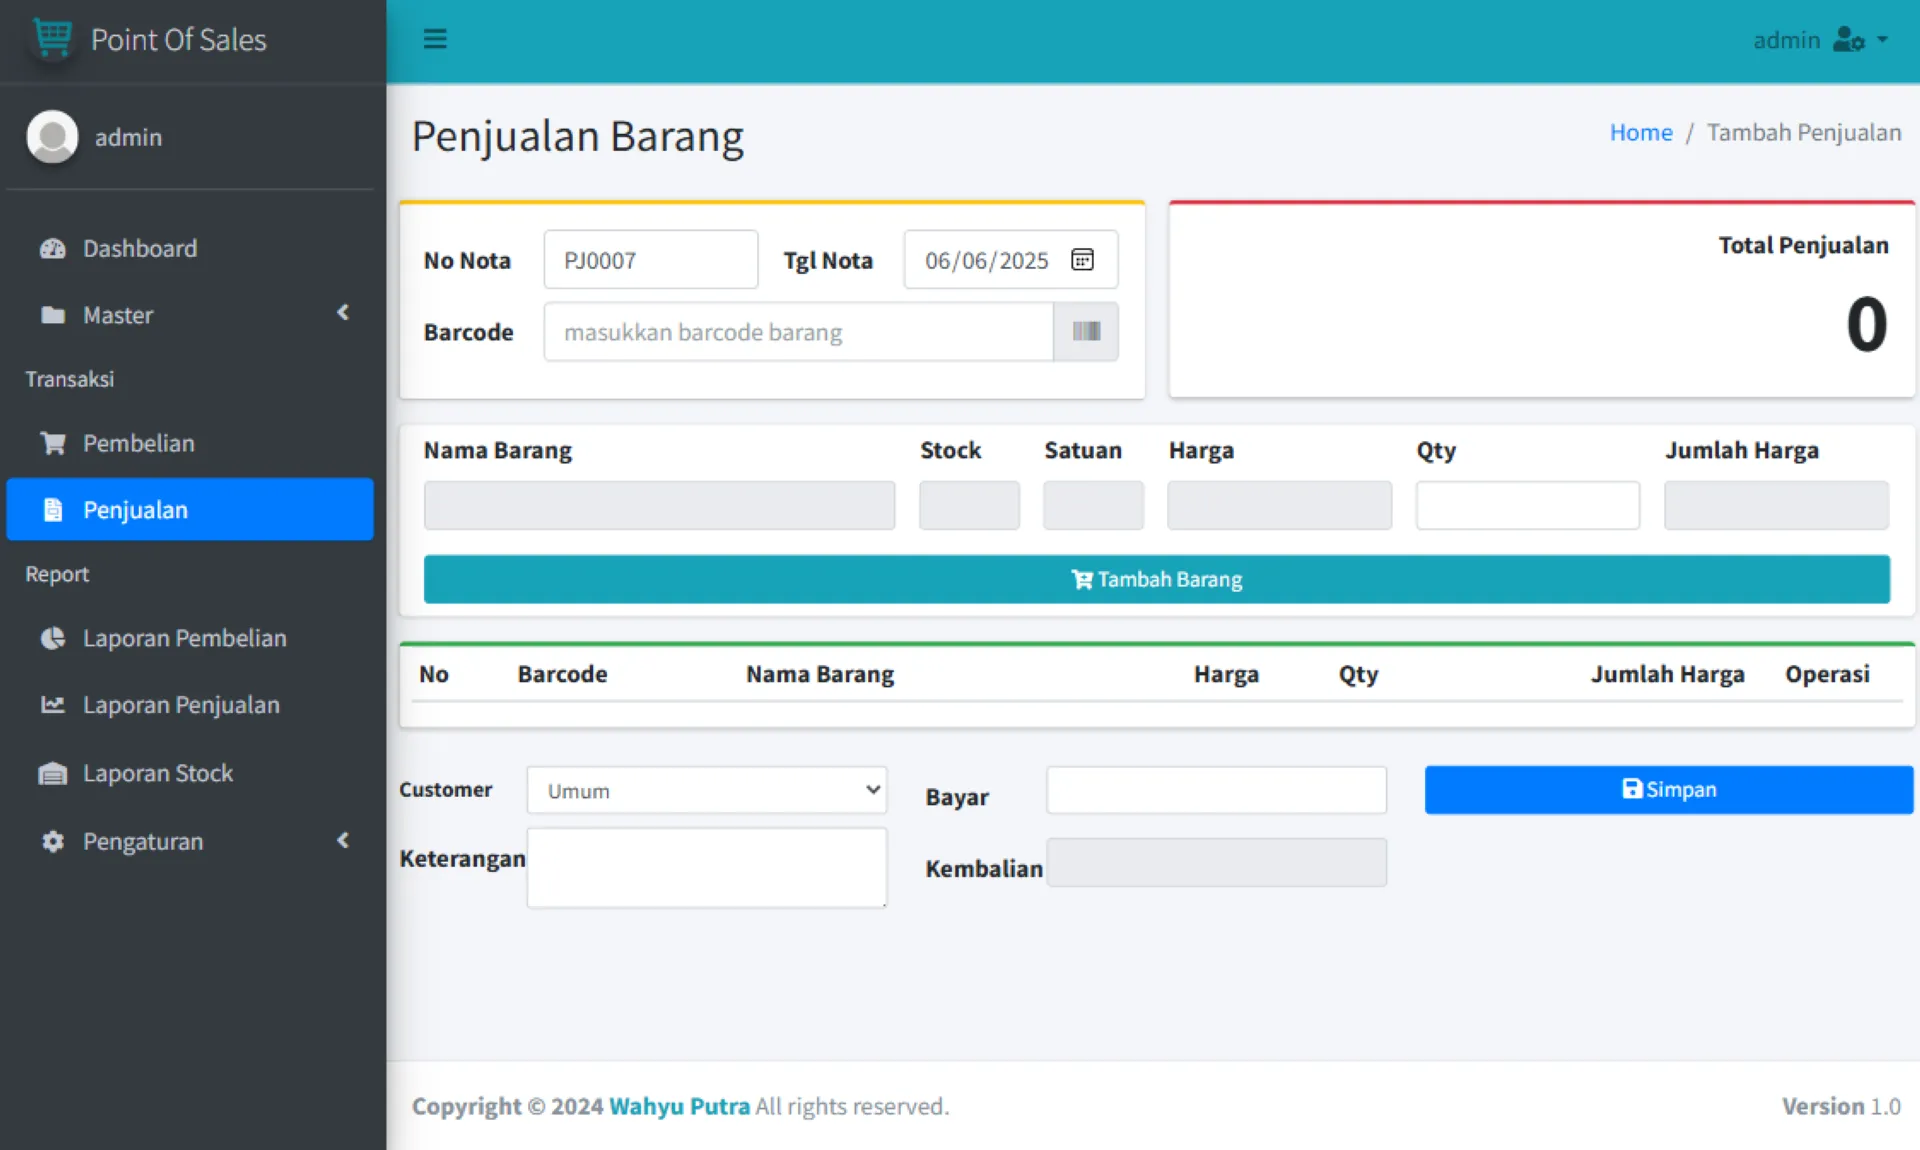 Point Of Sales
admin
admin
Dashboard
Master
Transaksi
Pembelian
Penjualan
Report
Laporan Pembelian
Laporan Penjualan
Laporan Stock
Pengaturan
Penjualan Barang
Home / Tambah Penjualan
No Nota PJ0007 Tgl Nota 06/06/2025
Barcode masukkan barcode barang
Total Penjualan
0
Nama Barang Stock Satuan Harga Qty Jumlah Harga
Tambah Barang
No Barcode Nama Barang Harga Qty Jumlah Harga Operasi
Customer Umum Bayar Simpan
Keterangan Kembalian
Copyright © 2024 Wahyu Putra All rights reserved. Version 1.0